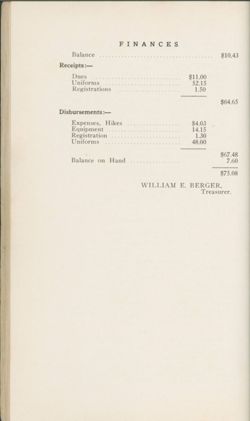 FINANCES
Balance $10.43
Receipts:—
Dues $11.00
Uniforms 52.15
Registrations 1.50
$64.65
Disbursements:—
Expenses, Hikes $4.03
Equipment 14.15
Registration 1.30
Uniforms 48.00
$67.48
Balance on Hand 7.60
$75.08
WILLIAM E. BERGER,
Treasurer.